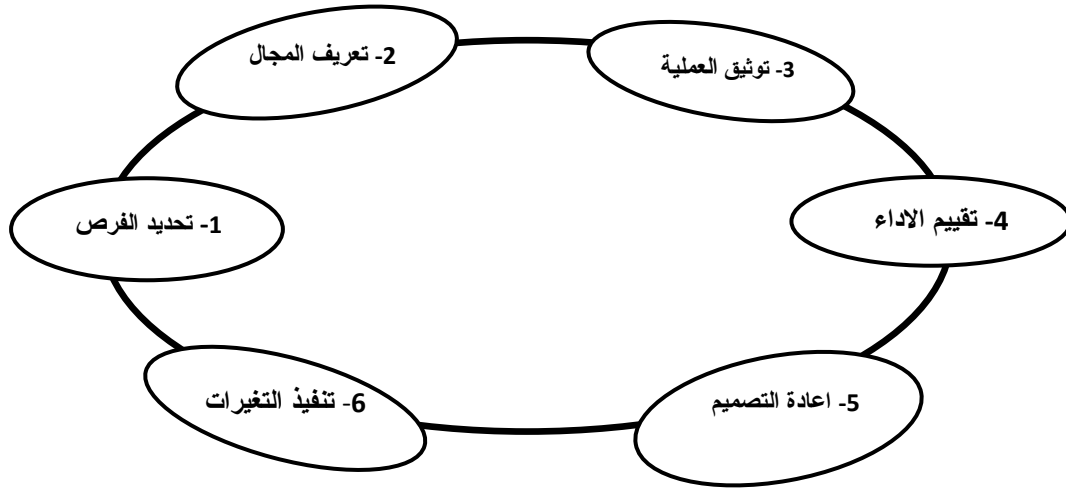 1- تحديد الفرص
2- تعريف المجال
3- توثيق العملية
4- تقييم الاداء
5- اعادة التصميم
6- تنفيذ التغيرات